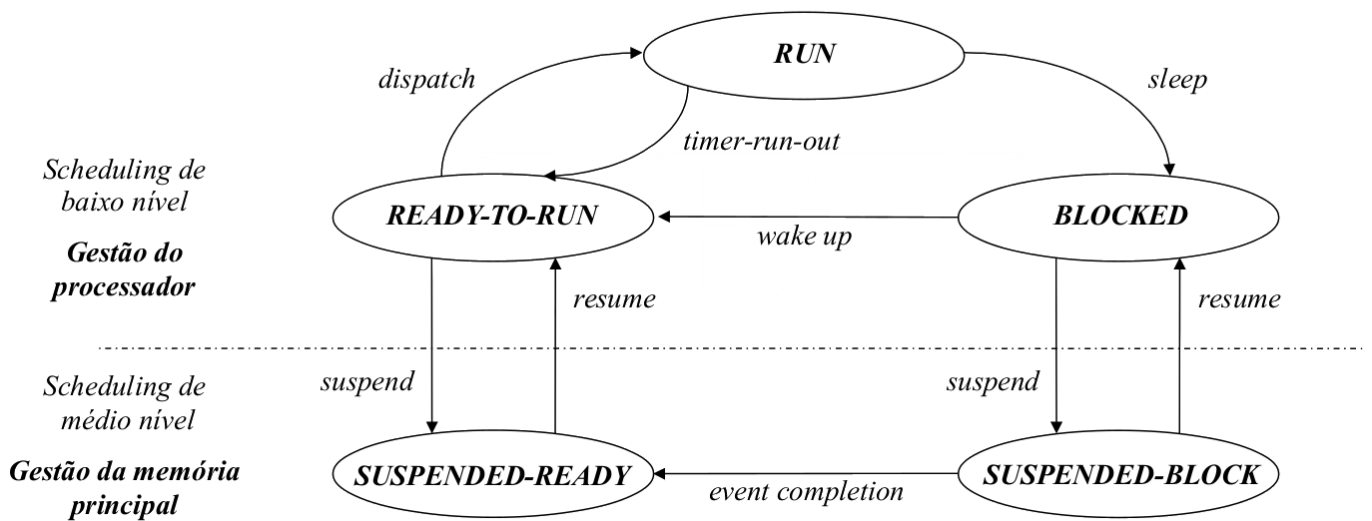 RUN
dispatch
sleep
timer-run-out
Scheduling de
baixo nível
Gestão do
processador
READY-TO-RUN
BLOCKED
wake up
resume
resume
Scheduling de
médio nível
Gestão da memória
principal
suspend
suspend
SUSPENDED-READY
SUSPENDED-BLOCK
event completion